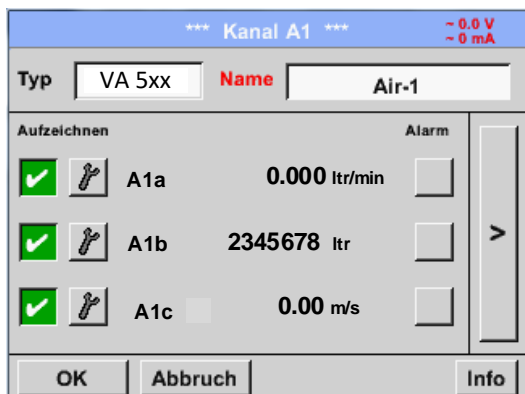 *** Kanal A1 *** ~ 0.0 V
~ 0 mA
Typ VA 5xx Name Air-1
Aufzeichnen Alarm
A1a 0.000 ltr/min
A1b 2345678 ltr
>
A1c 0.00 m/s
OK Abbruch Info